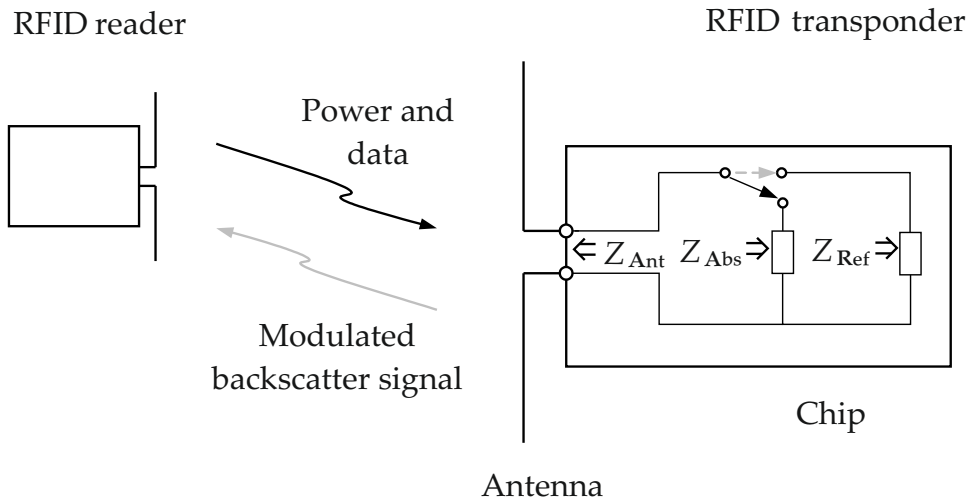 RFID reader
RFID transponder
Power and
data
Z Ant
Z Abs
Z Ref
Modulated
backscatter signal
Chip
Antenna